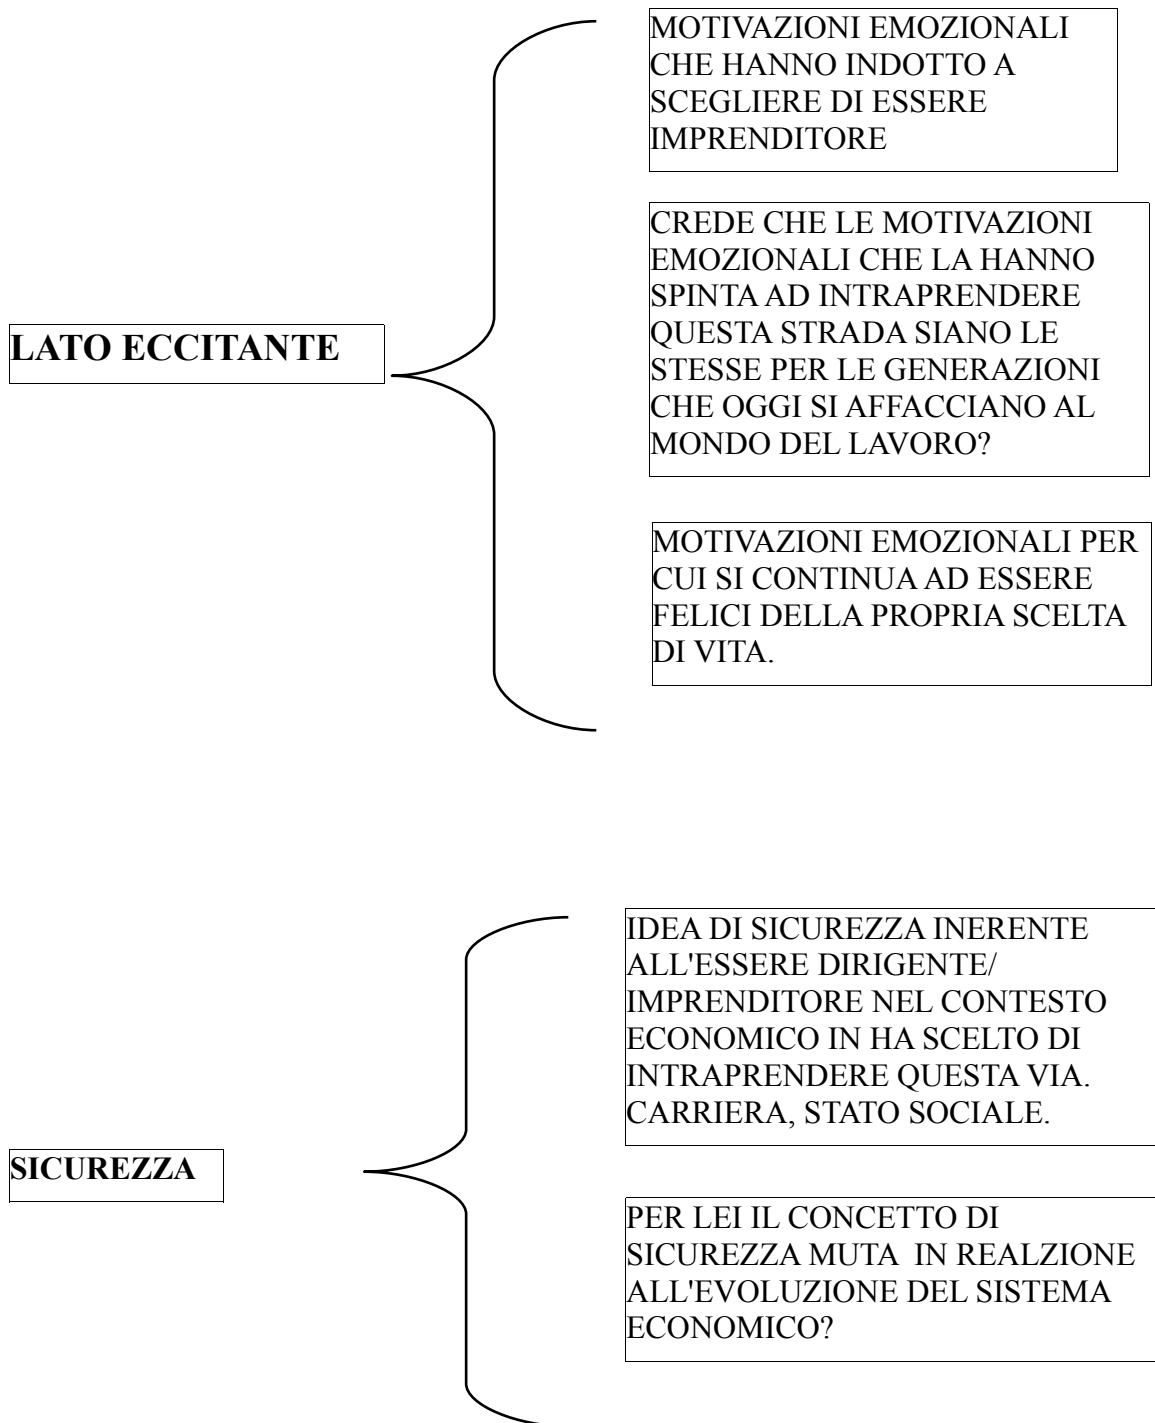 LATO ECCITANTE
MOTIVAZIONI EMOZIONALI
CHE HANNO INDOTTO A
SCEGLIERE DI ESSERE
IMPRENDITORE
CREDE CHE LE MOTIVAZIONI
EMOZIONALI CHE LA HANNO
SPINTA AD INTRAPRENDERE
QUESTA STRADA SIANO LE
STESSE PER LE GENERAZIONI
CHE OGGI SI AFFACCIANO AL
MONDO DEL LAVORO?
MOTIVAZIONI EMOZIONALI PER
CUI SI CONTINUA AD ESSERE
FELICI DELLA PROPRIA SCELTA
DI VITA.
SICUREZZA
IDEA DI SICUREZZA INERENTE
ALL'ESSERE DIRIGENTE/
IMPRENDITORE NEL CONTESTO
ECONOMICO IN HA SCELTO DI
INTRAPRENDERE QUESTA VIA.
CARRIERA, STATO SOCIALE.
PER LEI IL CONCETTO DI
SICUREZZA MUTA  IN REALZIONE
ALL'EVOLUZIONE DEL SISTEMA
ECONOMICO?